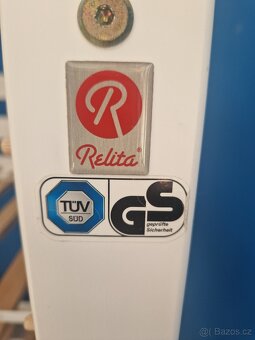 R
Relita®
TÜV
SÜD
GS
geprüfte
Sicherheit
Bazos.cz